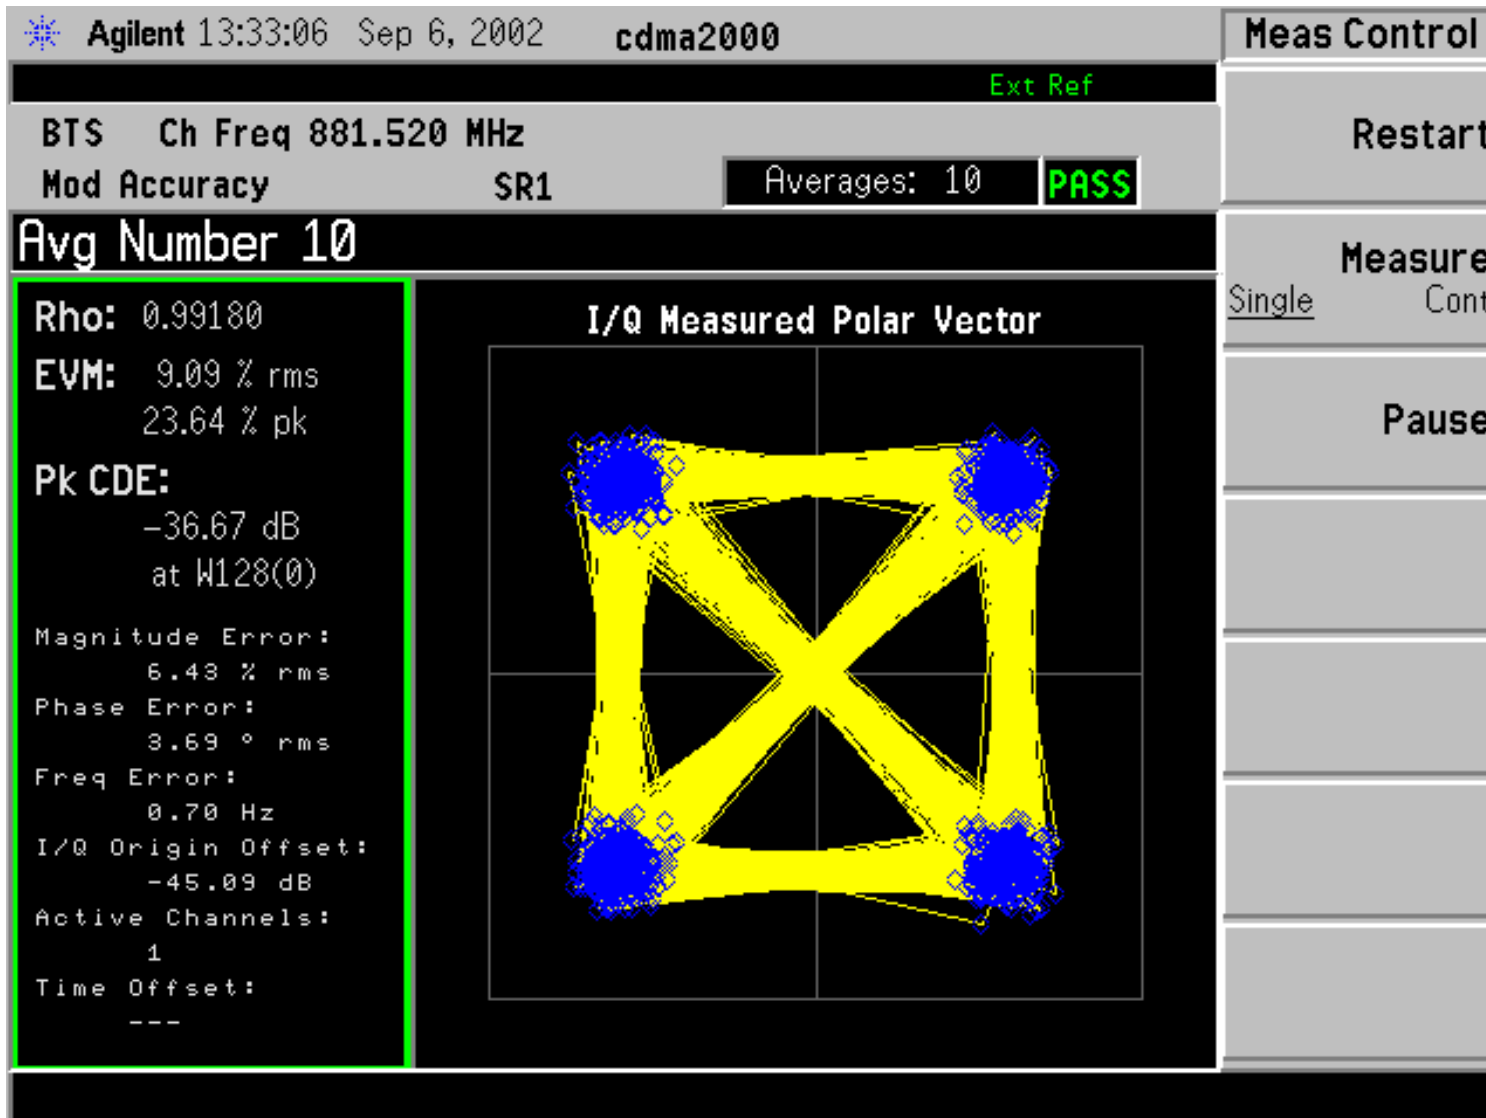 Agilent 13:33:06 Sep 6, 2002 cdma2000
Meas Control
Ext Ref
BTS Ch Freq 881.520 MHz
Mod Accuracy SR1 Averages: 10 PASS
Avg Number 10
Rho: 0.99180
EVM: 9.09 % rms
23.64 % pk
Pk CDE:
-36.67 dB
at W128(0)
Magnitude Error:
6.43 % rms
Phase Error:
3.69 ° rms
Freq Error:
0.70 Hz
I/Q Origin Offset:
-45.09 dB
Active Channels:
1
Time Offset:
---
I/Q Measured Polar Vector
Restart
Measure
Single Cont
Pause